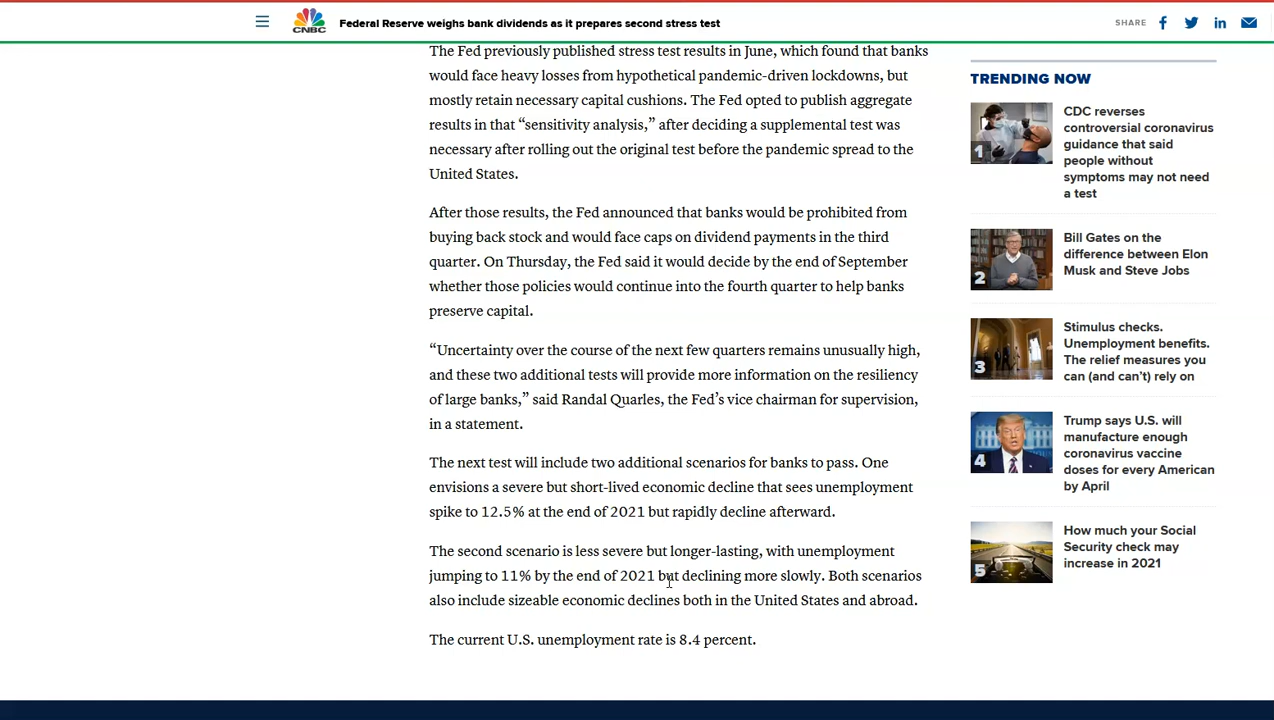 CNBC
Federal Reserve weighs bank dividends as it prepares second stress test
SHARE
The Fed previously published stress test results in June, which found that banks
would face heavy losses from hypothetical pandemic-driven lockdowns, but
mostly retain necessary capital cushions. The Fed opted to publish aggregate
results in that “sensitivity analysis,” after deciding a supplemental test was
necessary after rolling out the original test before the pandemic spread to the
United States.
After those results, the Fed announced that banks would be prohibited from
buying back stock and would face caps on dividend payments in the third
quarter. On Thursday, the Fed said it would decide by the end of September
whether those policies would continue into the fourth quarter to help banks
preserve capital.
“Uncertainty over the course of the next few quarters remains unusually high,
and these two additional tests will provide more information on the resiliency
of large banks,” said Randal Quarles, the Fed’s vice chairman for supervision,
in a statement.
The next test will include two additional scenarios for banks to pass. One
envisions a severe but short-lived economic decline that sees unemployment
spike to 12.5% at the end of 2021 but rapidly decline afterward.
The second scenario is less severe but longer-lasting, with unemployment
jumping to 11% by the end of 2021 but declining more slowly. Both scenarios
also include sizeable economic declines both in the United States and abroad.
The current U.S. unemployment rate is 8.4 percent.
TRENDING NOW
1
CDC reverses
controversial coronavirus
guidance that said
people without
symptoms may not need
a test
2
Bill Gates on the
difference between Elon
Musk and Steve Jobs
3
Stimulus checks.
Unemployment benefits.
The relief measures you
can (and can’t) rely on
4
Trump says U.S. will
manufacture enough
coronavirus vaccine
doses for every American
by April
5
How much your Social
Security check may
increase in 2021